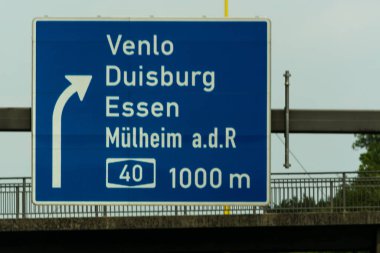 Venlo
Duisburg
Essen
Mülheim a.d.R
40 1000 m